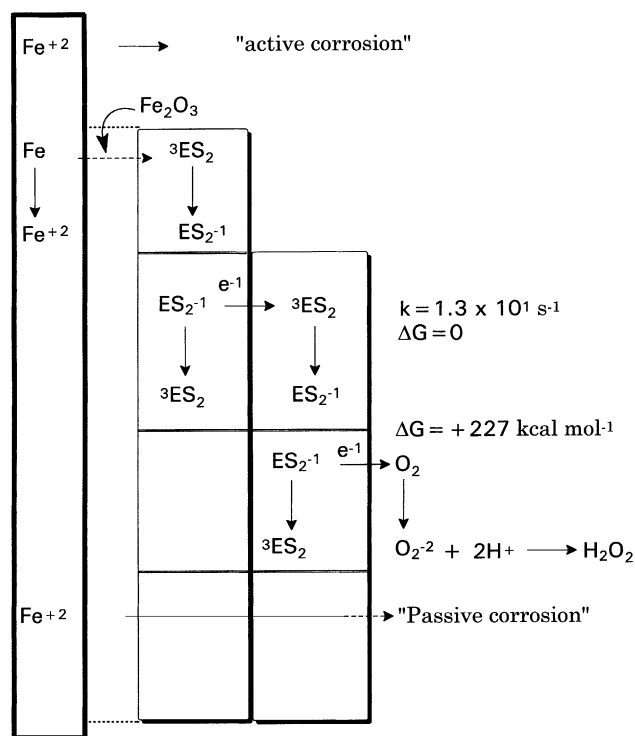 Fe+2 "active corrosion"
Fe2O3
Fe 3ES2
Fe+2 ES2-1
ES2-1 e-1 3ES2
k=1.3 x 101 s-1
ΔG=0
3ES2 ES2-1
ΔG=+227 kcal mol-1
ES2-1 e-1 O2
3ES2 O2-2 + 2H+ H2O2
Fe+2 "Passive corrosion"